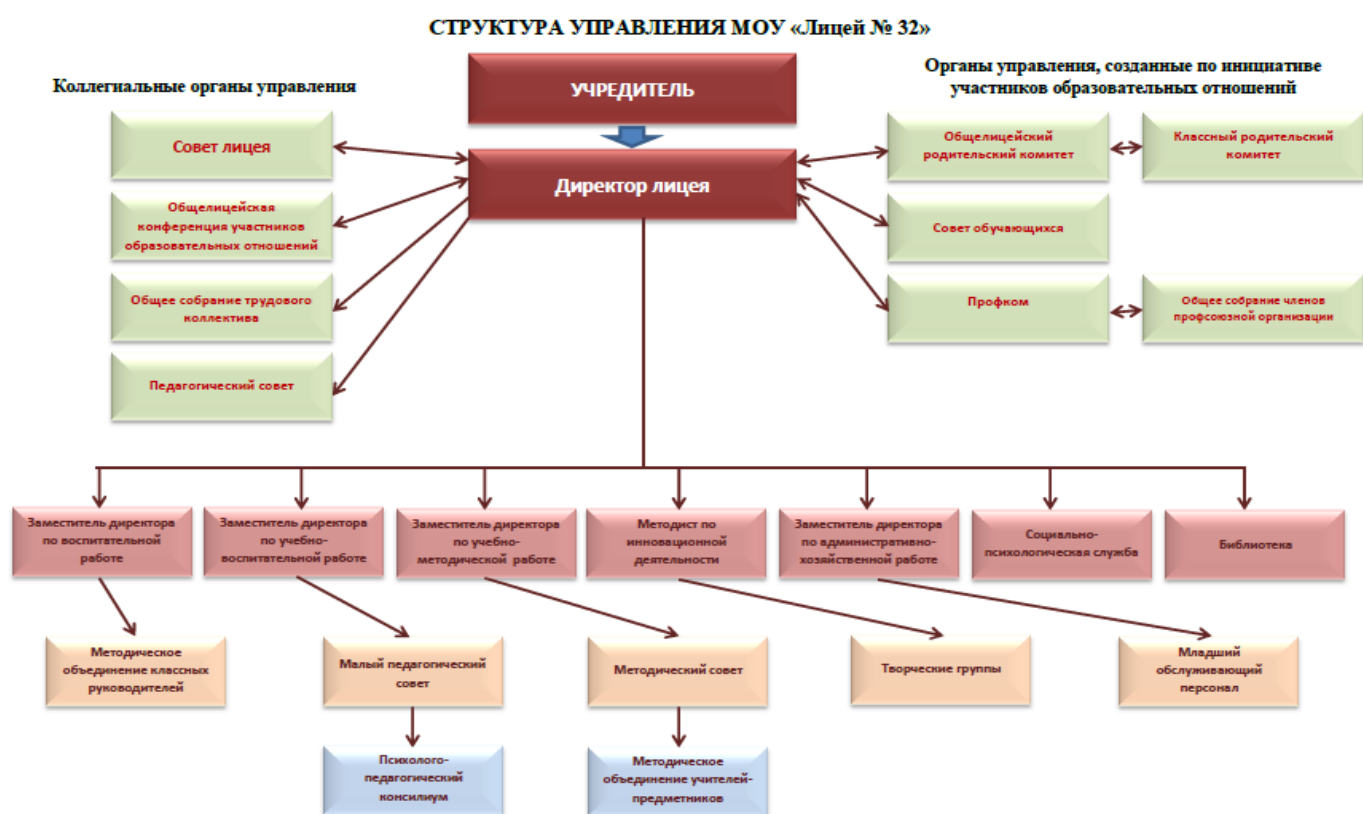 СТРУКТУРА УПРАВЛЕНИЯ МОУ «Лицей № 32»
Коллегиальные органы управления
УЧРЕДИТЕЛЬ
Органы управления, созданные по инициативе
участников образовательных отношений
Совет лицея
Директор лицея
Общелицейский
родительский комитет
Классный родительский
комитет
Общелицейская
конференция участников
образовательных отношений
Совет обучающихся
Общее собрание трудового
коллектива
Профком
Общее собрание членов
профсоюзной организации
Педагогический совет
Заместитель директора
по воспитательной
работе
Заместитель директора
по учебно-
воспитательной работе
Заместитель директора
по учебно-
методической работе
Методист по
инновационной
деятельности
Заместитель директора
по административно-
хозяйственной работе
Социально-
психологическая служба
Библиотека
Методическое
объединение классных
руководителей
Малый педагогический
совет
Методический совет
Творческие группы
Младший
обслуживающий
персонал
Психолого-
педагогический
консилиум
Методическое
объединение учителей-
предметников